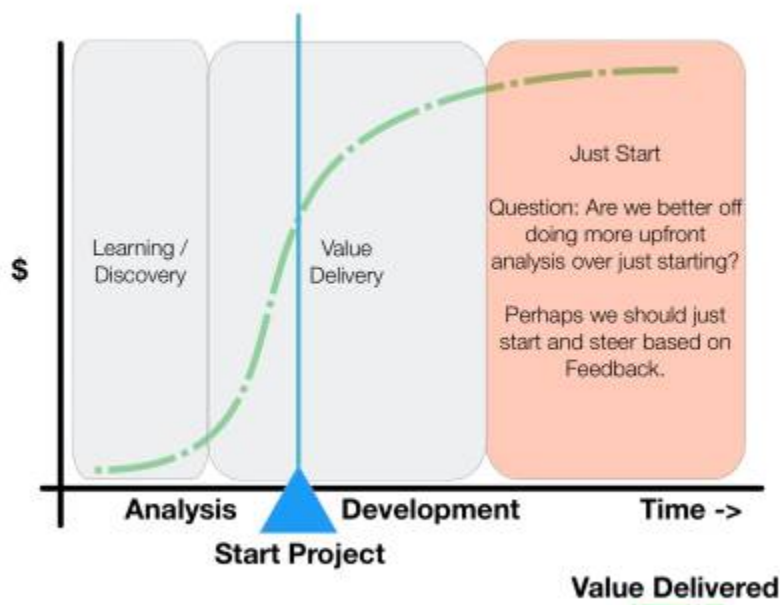 Just Start
Question: Are we better off
doing more upfront
analysis over just starting?
Perhaps we should just
start and steer based on
Feedback.
Learning /
Discovery
Value
Delivery
$
Analysis
Development
Time ->
Start Project
Value Delivered